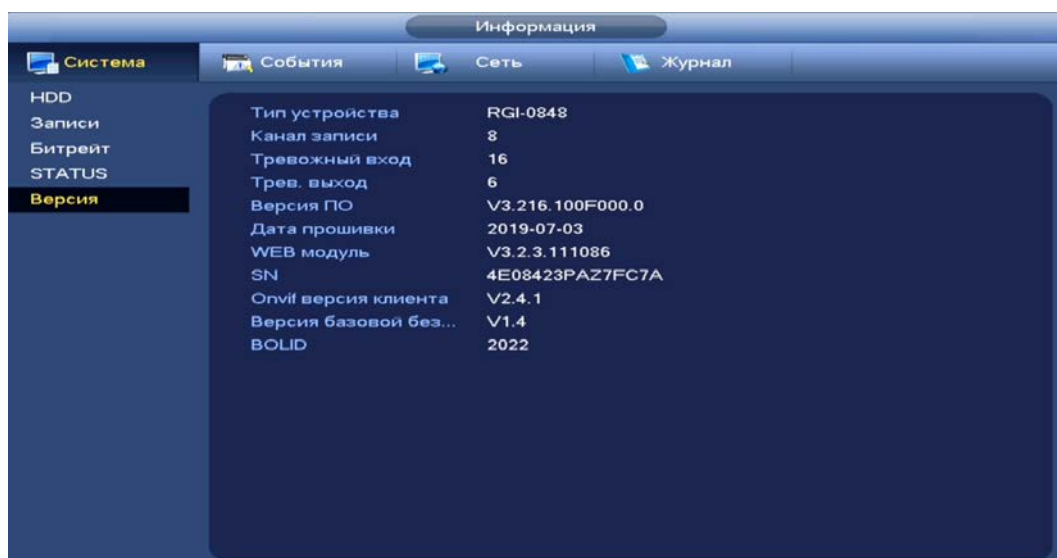 Информация
Система
События
Сеть
Журнал
HDD
Записи
Битрейт
STATUS
Версия
Тип устройства RGI-0848
Канал записи 8
Тревожный вход 16
Трев. выход 6
Версия ПО V3.216.100F000.0
Дата прошивки 2019-07-03
WEB модуль V3.2.3.111086
SN 4E08423PAZ7FC7A
Onvif версия клиента V2.4.1
Версия базовой без... V1.4
BOLID 2022